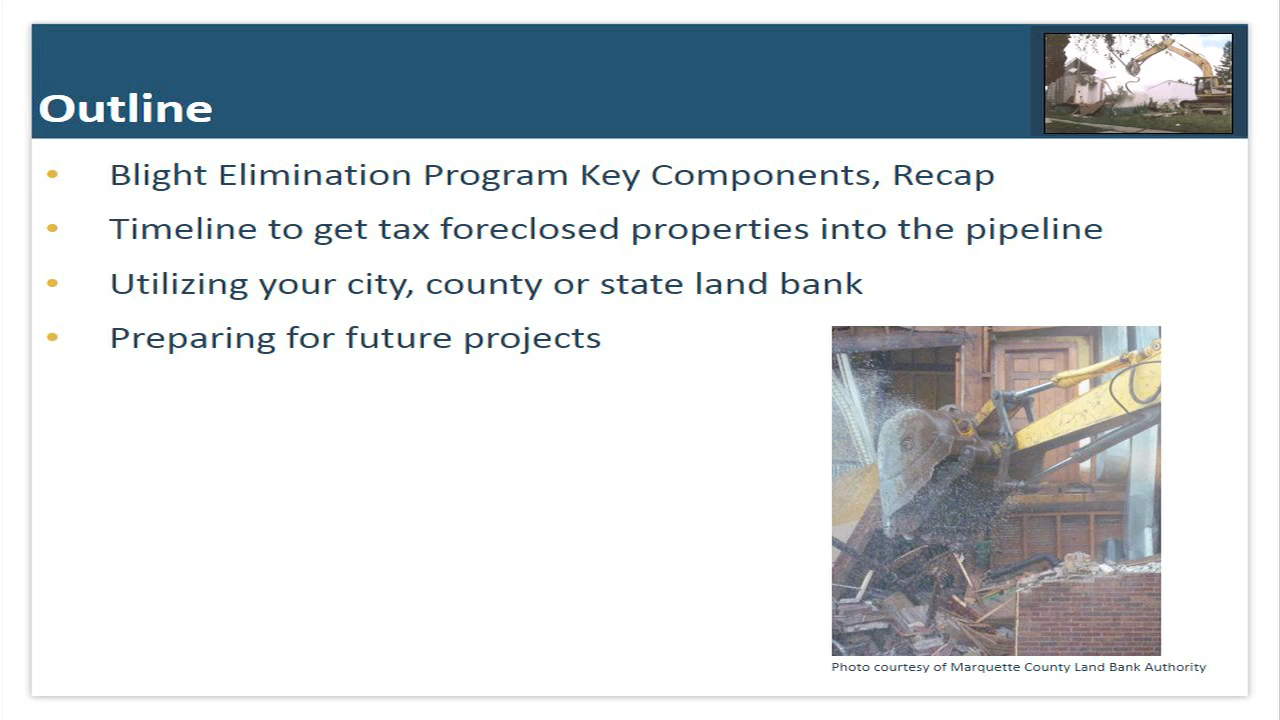 Outline
• Blight Elimination Program Key Components, Recap
• Timeline to get tax foreclosed properties into the pipeline
• Utilizing your city, county or state land bank
• Preparing for future projects
Photo courtesy of Marquette County Land Bank Authority